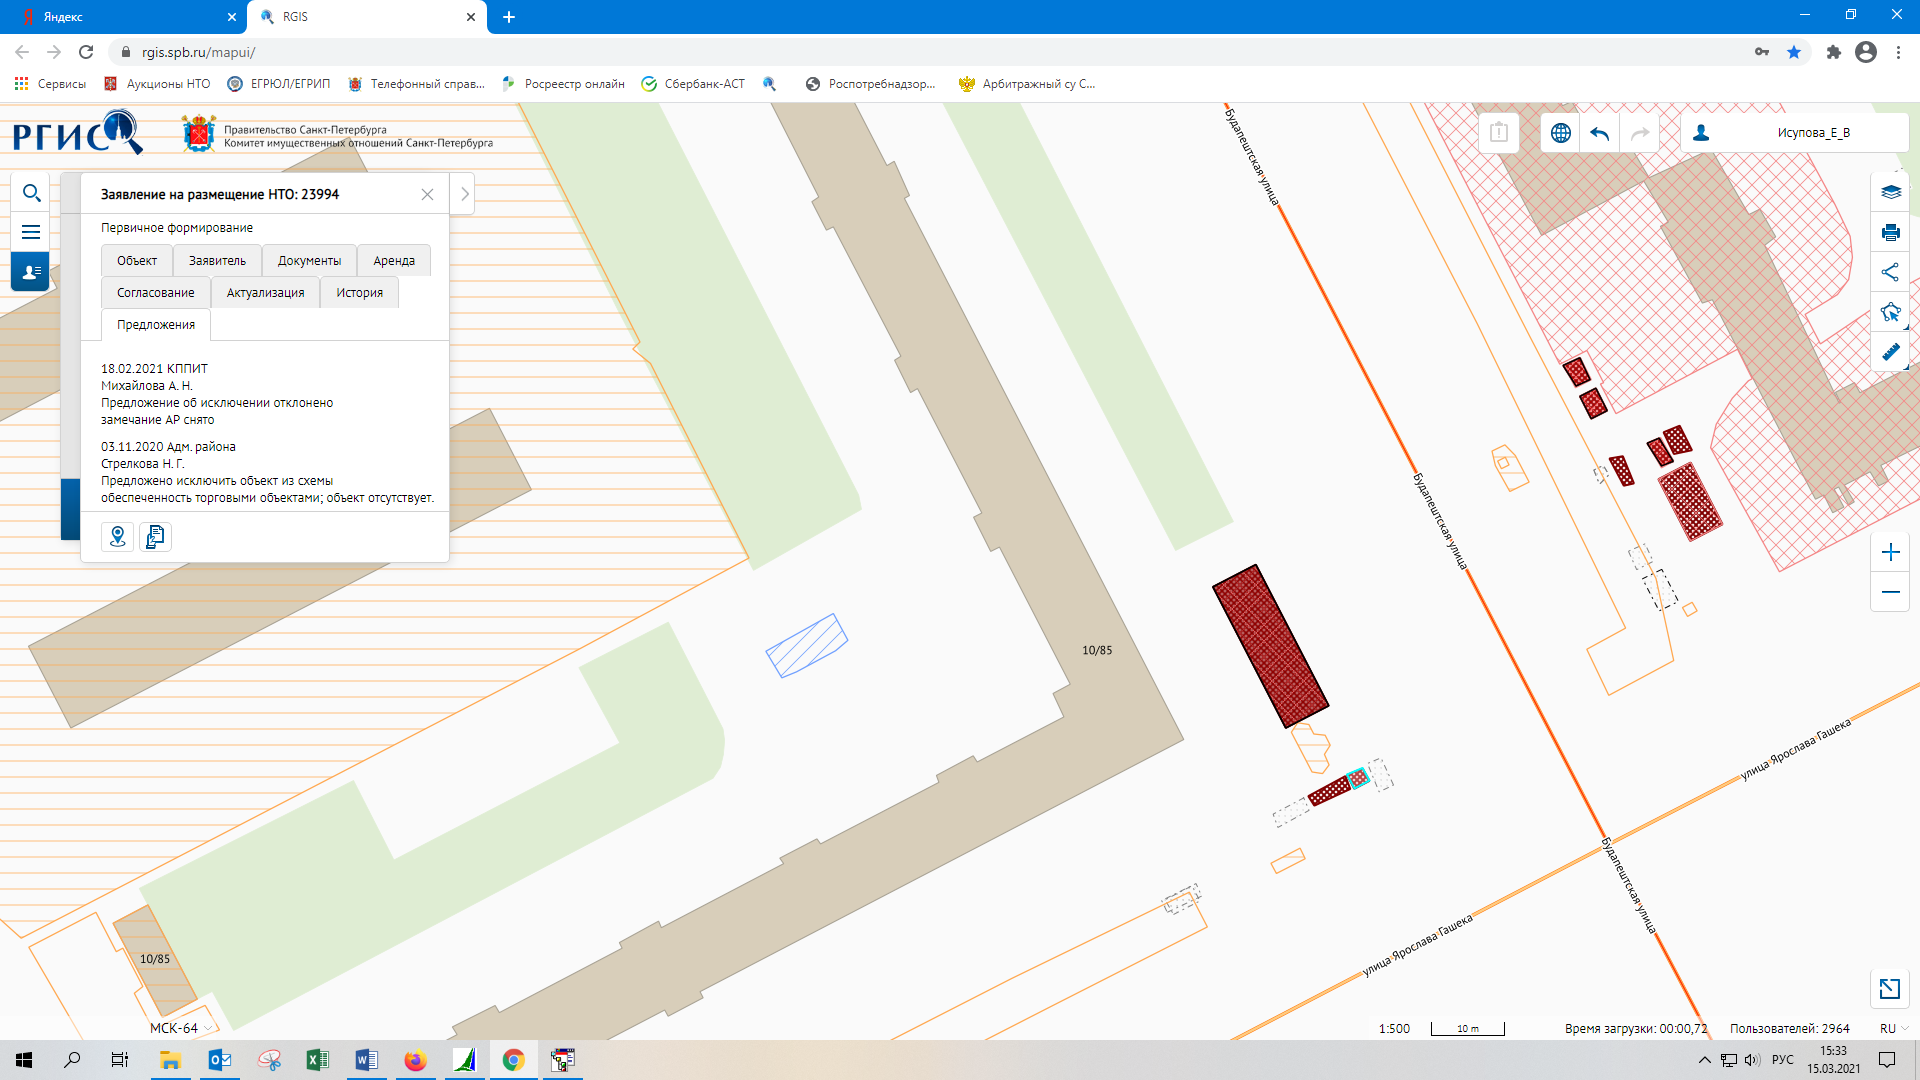 Яндекс
RGIS
rgis.spb.ru/mapui/
Сервисы
Аукционы НТО
ЕГРЮЛ/ЕГРИП
Телефонный справ...
Росреестр онлайн
Сбербанк-АСТ
Роспотребнадзор...
Арбитражный су С...
РГИС
Правительство Санкт-Петербурга
Комитет имущественных отношений Санкт-Петербурга
Исупова_Е_В
Заявление на размещение НТО: 23994
Первичное формирование
Объект
Заявитель
Документы
Аренда
Согласование
Актуализация
История
Предложения
18.02.2021 КППИТ
Михайлова А. Н.
Предложение об исключении отклонено
замечание АР снято
03.11.2020 Адм. района
Стрелкова Н. Г.
Предложено исключить объект из схемы
обеспеченность торговыми объектами; объект отсутствует.
Будапештская улица
Будапештская улица
Будапештская улица
улица Ярослава Гашека
улица Ярослава Гашека
10/85
10/85
МСК-64
1:500
10 m
Время загрузки: 00:00,72
Пользователей: 2964
RU
РУС
15:33
15.03.2021